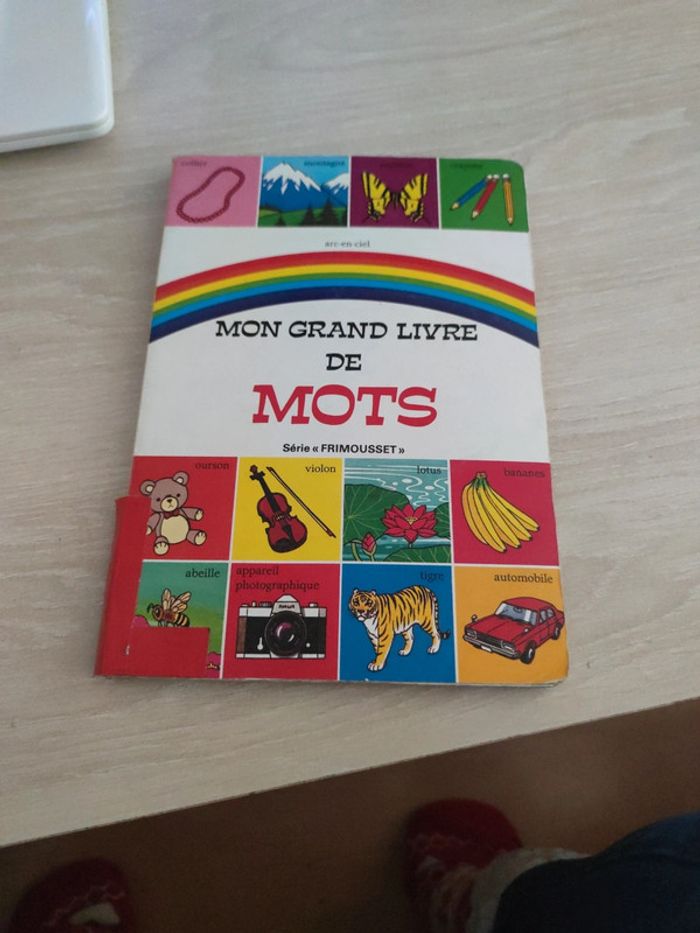 collier
montagne
crayons
arc-en-ciel
MON GRAND LIVRE
DE
MOTS
Série « FRIMOUSSET »
ourson
violon
lotus
bananes
abeille
appareil
photographique
tigre
automobile